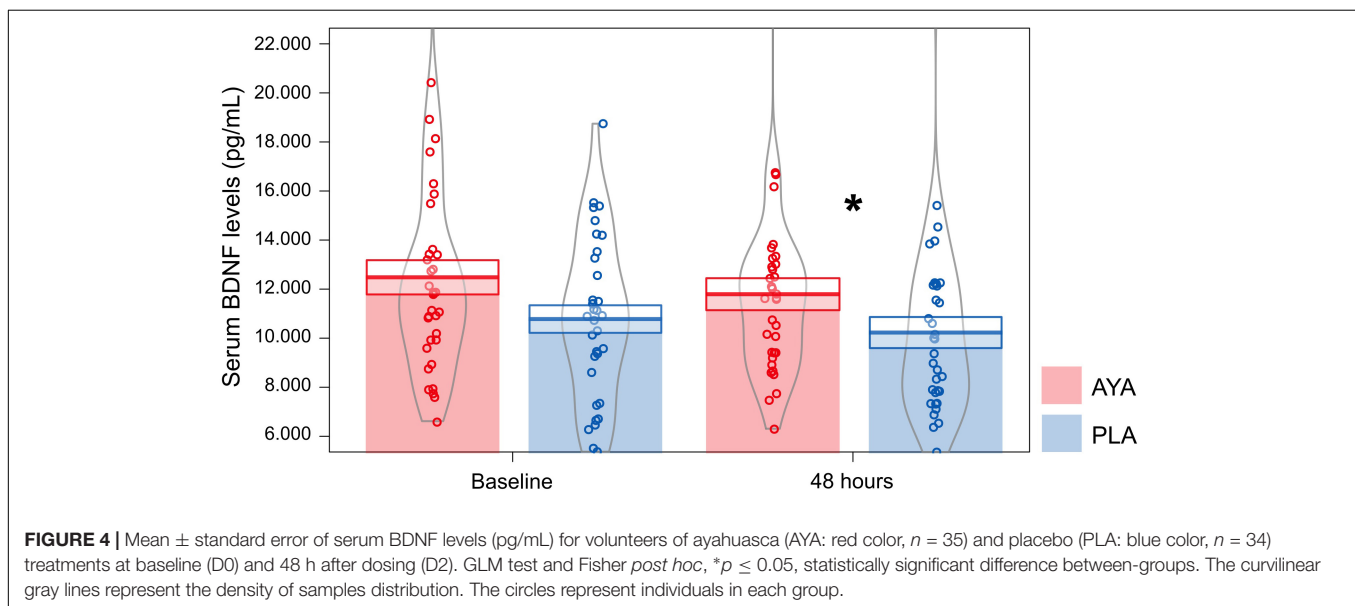 Serum BDNF levels (pg/mL)
22.000
20.000
18.000
16.000
14.000
12.000
10.000
8.000
6.000
*
Baseline
48 hours
AYA
PLA
FIGURE 4 | Mean ± standard error of serum BDNF levels (pg/mL) for volunteers of ayahuasca (AYA: red color, n = 35) and placebo (PLA: blue color, n = 34)
treatments at baseline (D0) and 48 h after dosing (D2). GLM test and Fisher post hoc, *p ≤ 0.05, statistically significant difference between-groups. The curvilinear
gray lines represent the density of samples distribution. The circles represent individuals in each group.